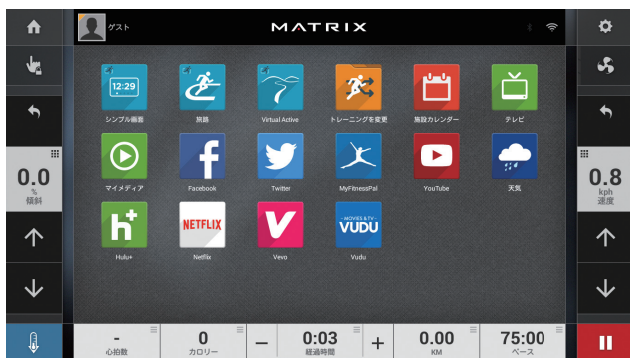 ゲスト
MATRIX
12:29
シンプル画面
旅路
Virtual Active
トレーニングを変更
施設カレンダー
テレビ
マイメディア
Facebook
Twitter
MyFitnessPal
YouTube
天気
h+
NETFLIX
V
MOVIES & TV
VUDU
Hulu+
Netflix
Vevo
Vudu
0.0
%
傾斜
0.8
kph
速度
-
心拍数
0
カロリー
−
0:03
経過時間
+
0.00
KM
75:00
ペース